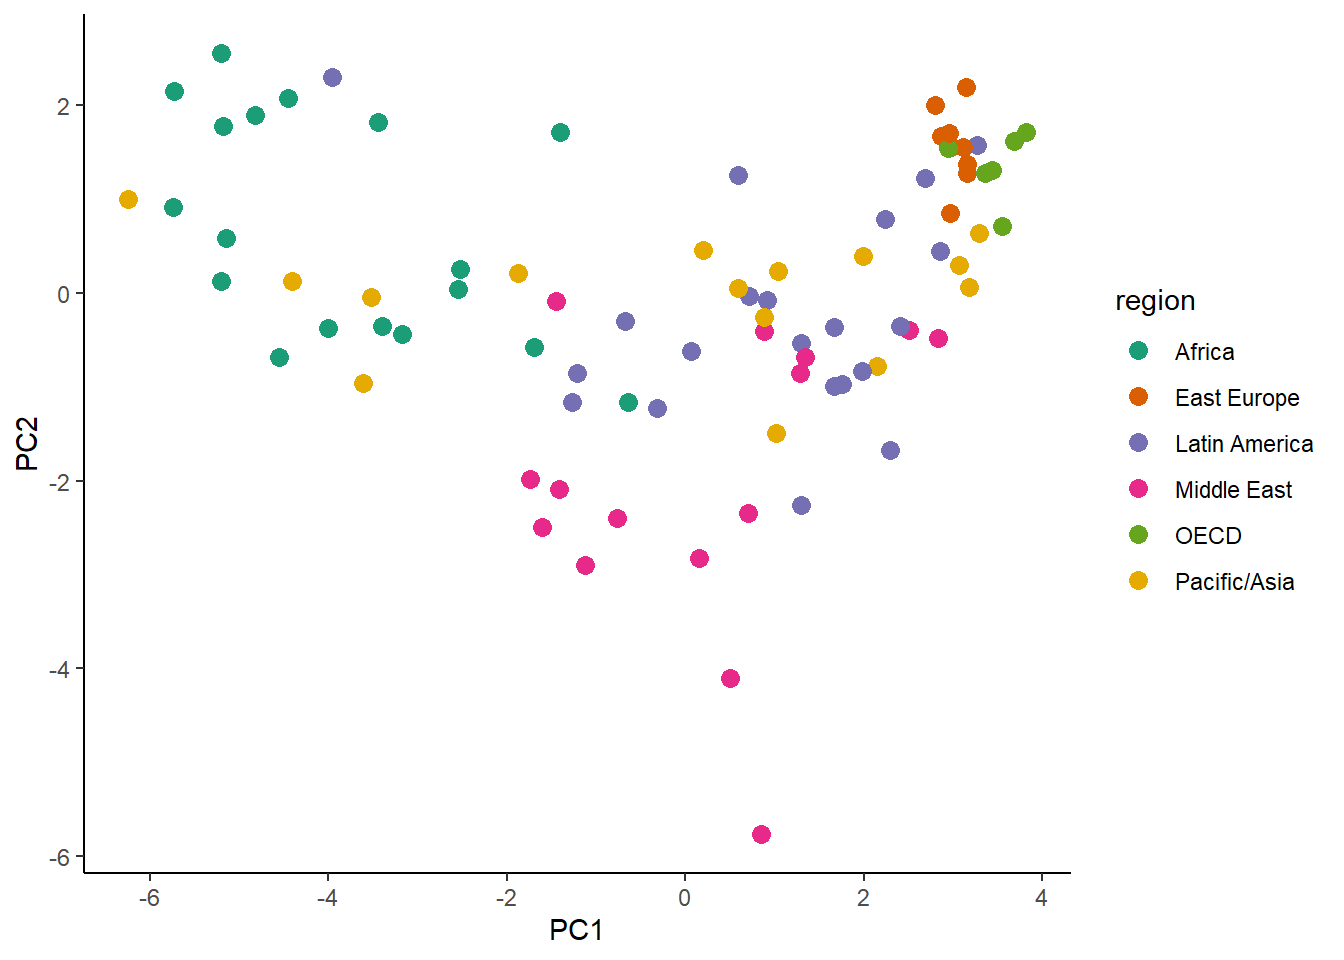 2
0
-2
-4
-6
PC2
-6
-4
-2
0
2
4
PC1
region
Africa
East Europe
Latin America
Middle East
OECD
Pacific/Asia